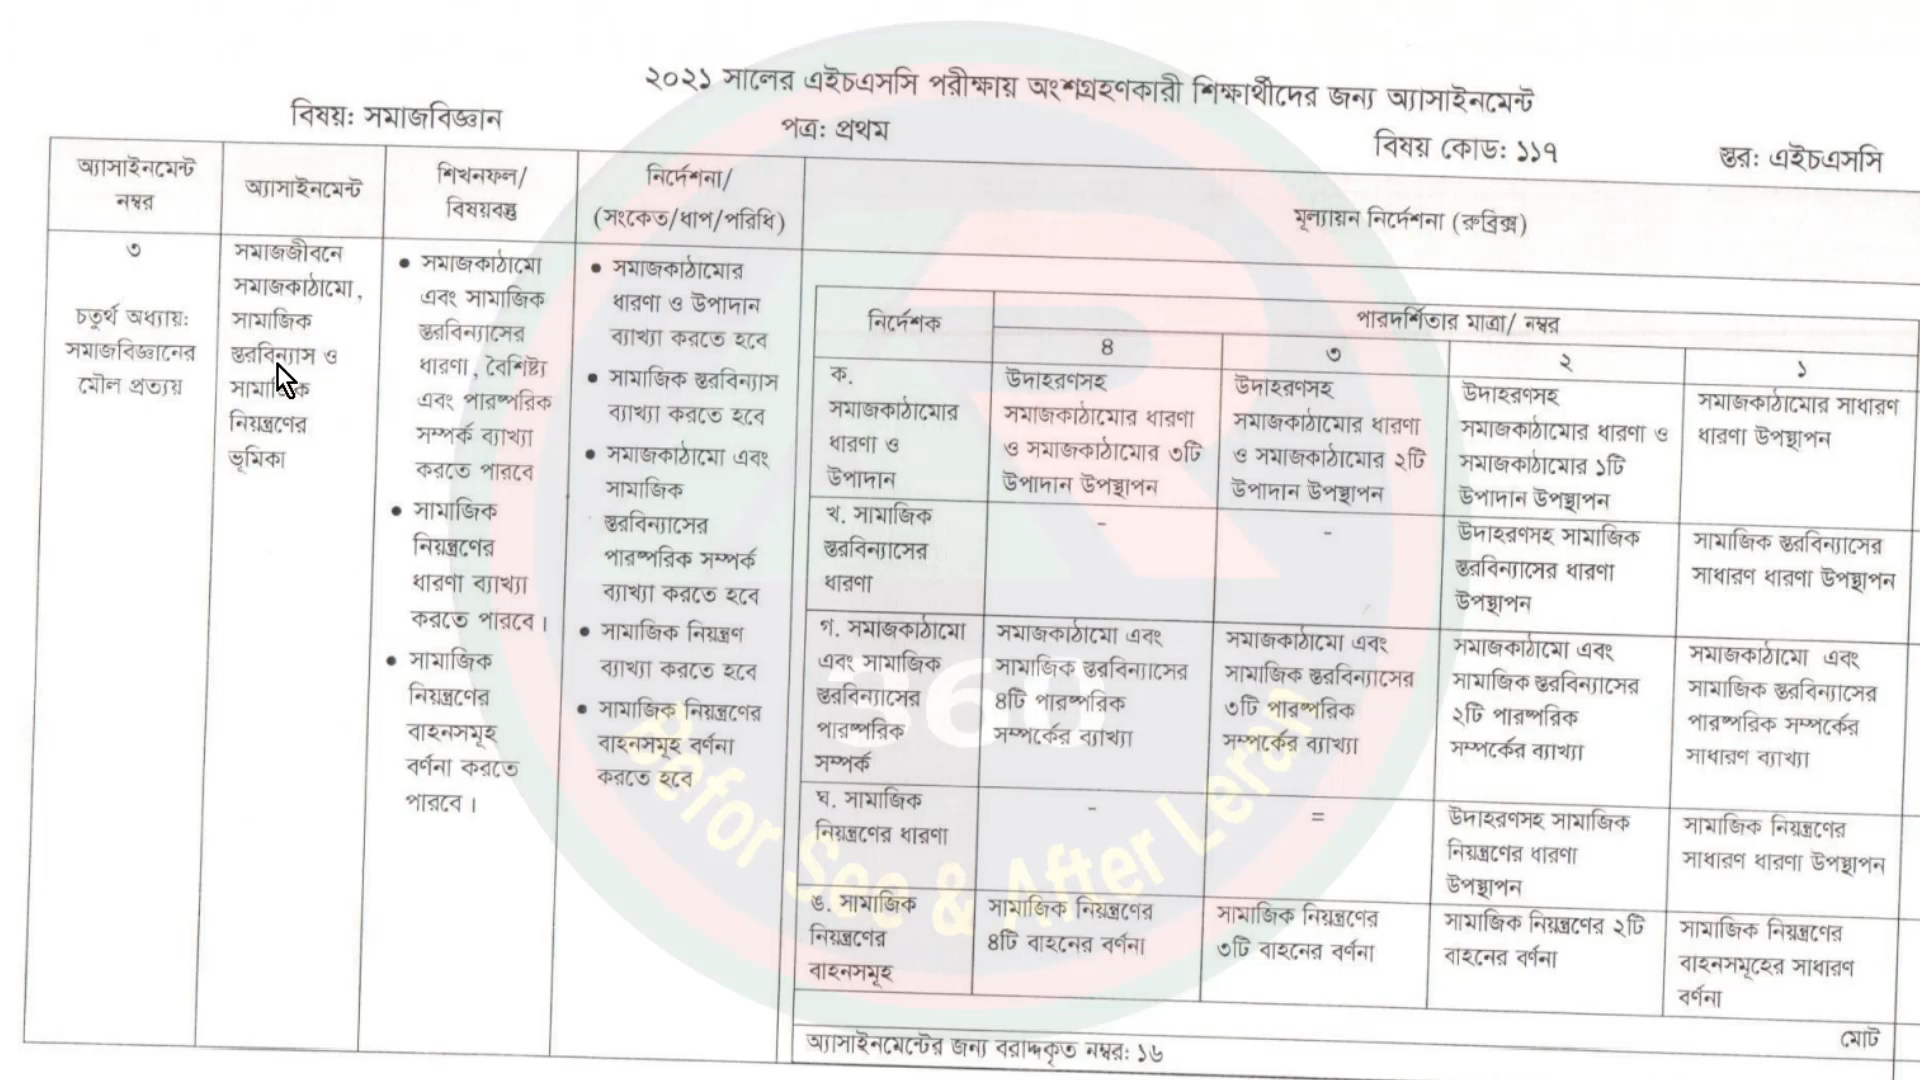 ২০২১ সালের এইচএসসি পরীক্ষায় অংশগ্রহণকারী শিক্ষার্থীদের জন্য অ্যাসাইনমেন্ট
বিষয়: সমাজবিজ্ঞান
পত্র: প্রথম
বিষয় কোড: ১১৭
স্তর: এইচএসসি
অ্যাসাইনমেন্ট
নম্বর
অ্যাসাইনমেন্ট
শিখনফল/
বিষয়বস্তু
নির্দেশনা/
(সংকেত/ধাপ/পরিধি)
মূল্যায়ন নির্দেশনা (রুব্রিক্স)
৩
চতুর্থ অধ্যায়:
সমাজবিজ্ঞানের
মৌল প্রত্যয়
সমাজজীবনে
সমাজকাঠামো,
সামাজিক
স্তরবিন্যাস ও
সামাজিক
নিয়ন্ত্রণের
ভূমিকা
• সমাজকাঠামো
এবং সামাজিক
স্তরবিন্যাসের
ধারণা, বৈশিষ্ট্য
এবং পারষ্পরিক
সম্পর্ক ব্যাখ্যা
করতে পারবে
• সামাজিক
নিয়ন্ত্রণের
ধারণা ব্যাখ্যা
করতে পারবে।
• সামাজিক
নিয়ন্ত্রণের
বাহনসমূহ
বর্ণনা করতে
পারবে।
• সমাজকাঠামোর
ধারণা ও উপাদান
ব্যাখ্যা করতে হবে
• সামাজিক স্তরবিন্যাস
ব্যাখ্যা করতে হবে
• সমাজকাঠামো এবং
সামাজিক
স্তরবিন্যাসের
পারষ্পরিক সম্পর্ক
ব্যাখ্যা করতে হবে
• সামাজিক নিয়ন্ত্রণ
ব্যাখ্যা করতে হবে
• সামাজিক নিয়ন্ত্রণের
বাহনসমূহ বর্ণনা
করতে হবে
নির্দেশক
পারদর্শিতার মাত্রা/ নম্বর
৪
৩
২
১
ক.
সমাজকাঠামোর
ধারণা ও
উপাদান
উদাহরণসহ
সমাজকাঠামোর ধারণা
ও সমাজকাঠামোর ৩টি
উপাদান উপস্থাপন
উদাহরণসহ
সমাজকাঠামোর ধারণা
ও সমাজকাঠামোর ২টি
উপাদান উপস্থাপন
উদাহরণসহ
সমাজকাঠামোর ধারণা ও
সমাজকাঠামোর ১টি
উপাদান উপস্থাপন
সমাজকাঠামোর সাধারণ
ধারণা উপস্থাপন
খ. সামাজিক
স্তরবিন্যাসের
ধারণা
-
-
উদাহরণসহ সামাজিক
স্তরবিন্যাসের ধারণা
উপস্থাপন
সামাজিক স্তরবিন্যাসের
সাধারণ ধারণা উপস্থাপন
গ. সমাজকাঠামো
এবং সামাজিক
স্তরবিন্যাসের
পারষ্পরিক
সম্পর্ক
সমাজকাঠামো এবং
সামাজিক স্তরবিন্যাসের
৪টি পারষ্পরিক
সম্পর্কের ব্যাখ্যা
সমাজকাঠামো এবং
সামাজিক স্তরবিন্যাসের
৩টি পারষ্পরিক
সম্পর্কের ব্যাখ্যা
সমাজকাঠামো এবং
সামাজিক স্তরবিন্যাসের
২টি পারষ্পরিক
সম্পর্কের ব্যাখ্যা
সমাজকাঠামো এবং
সামাজিক স্তরবিন্যাসের
পারষ্পরিক সম্পর্কের
সাধারণ ব্যাখ্যা
ঘ. সামাজিক
নিয়ন্ত্রণের ধারণা
-
=
উদাহরণসহ সামাজিক
নিয়ন্ত্রণের ধারণা
উপস্থাপন
সামাজিক নিয়ন্ত্রণের
সাধারণ ধারণা উপস্থাপন
ঙ. সামাজিক
নিয়ন্ত্রণের
বাহনসমূহ
সামাজিক নিয়ন্ত্রণের
৪টি বাহনের বর্ণনা
সামাজিক নিয়ন্ত্রণের
৩টি বাহনের বর্ণনা
সামাজিক নিয়ন্ত্রণের ২টি
বাহনের বর্ণনা
সামাজিক নিয়ন্ত্রণের
বাহনসমূহের সাধারণ
বর্ণনা
মোট
অ্যাসাইনমেন্টের জন্য বরাদ্দকৃত নম্বর: ১৬
R
360
Befor See & After Leran